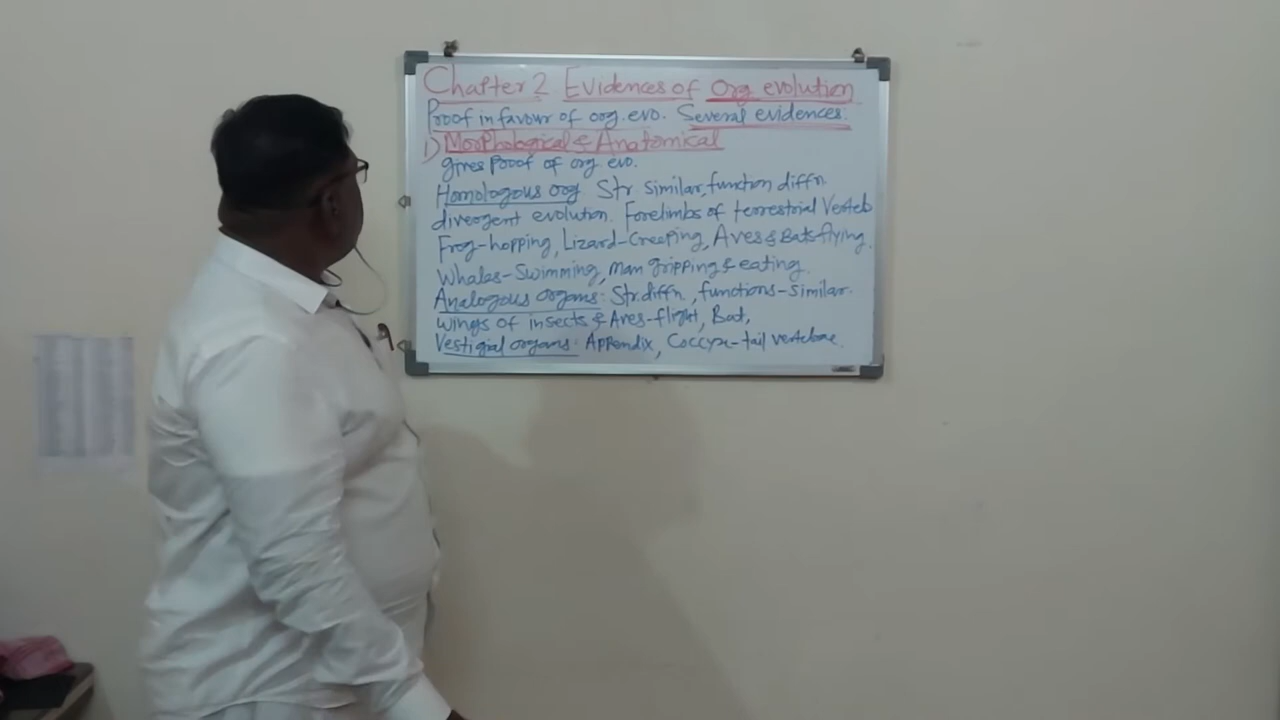 Chapter 2 Evidences of Org evolution
Proof in favour of org. evo. Several evidences.
1) Morphological & Anatomical
gives proof of org evo.
Homologous org Str similar, function diffn
divergent evolution. Forelimbs of terrestrial Verteb
Frog-hopping, Lizard-Creeping, Aves & Bats flying.
Whales-Swimming, man gripping & eating.
Analogous organs: Str. diffn, functions-similar.
wings of insects & Aves-flight, Bat,
Vestigial organs: Appendix, Coccyx-tail vertebrae.